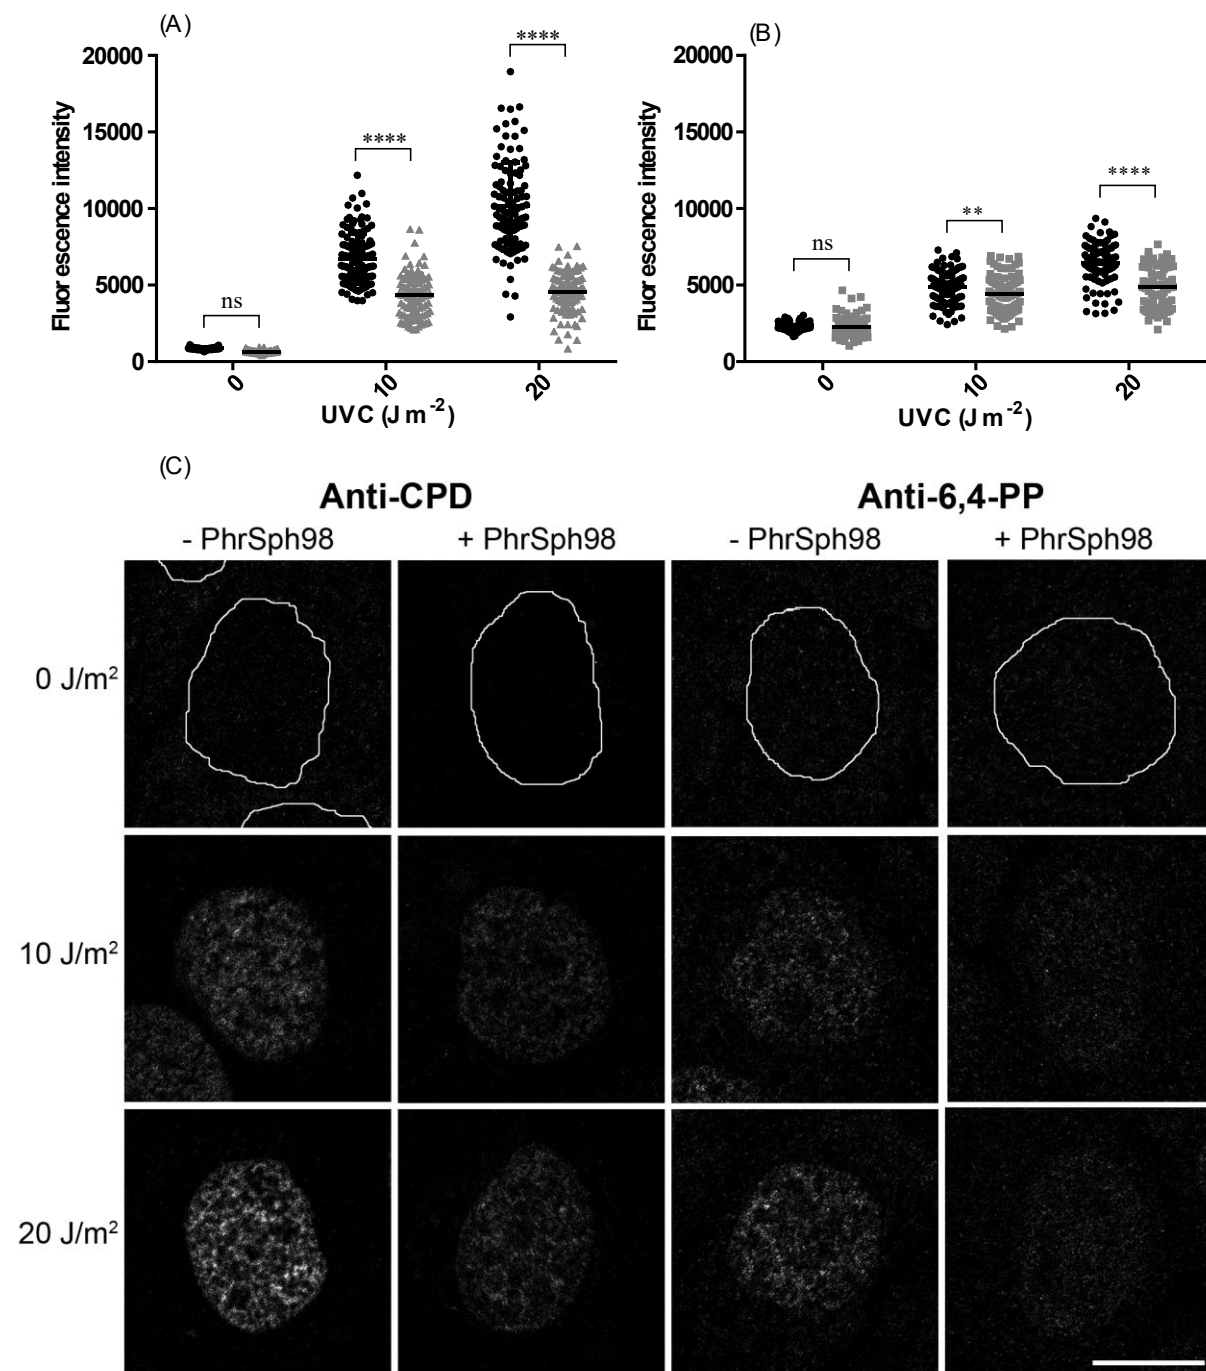 (A)
****
****
ns
20000
15000
10000
5000
0
Fluor escence intensity
0
10
20
UVC (J m-2)
(B)
ns
**
****
20000
15000
10000
5000
0
Fluor escence intensity
0
10
20
UVC (J m-2)
(C)
Anti-CPD
Anti-6,4-PP
- PhrSph98
+ PhrSph98
- PhrSph98
+ PhrSph98
0 J/m²
10 J/m²
20 J/m²